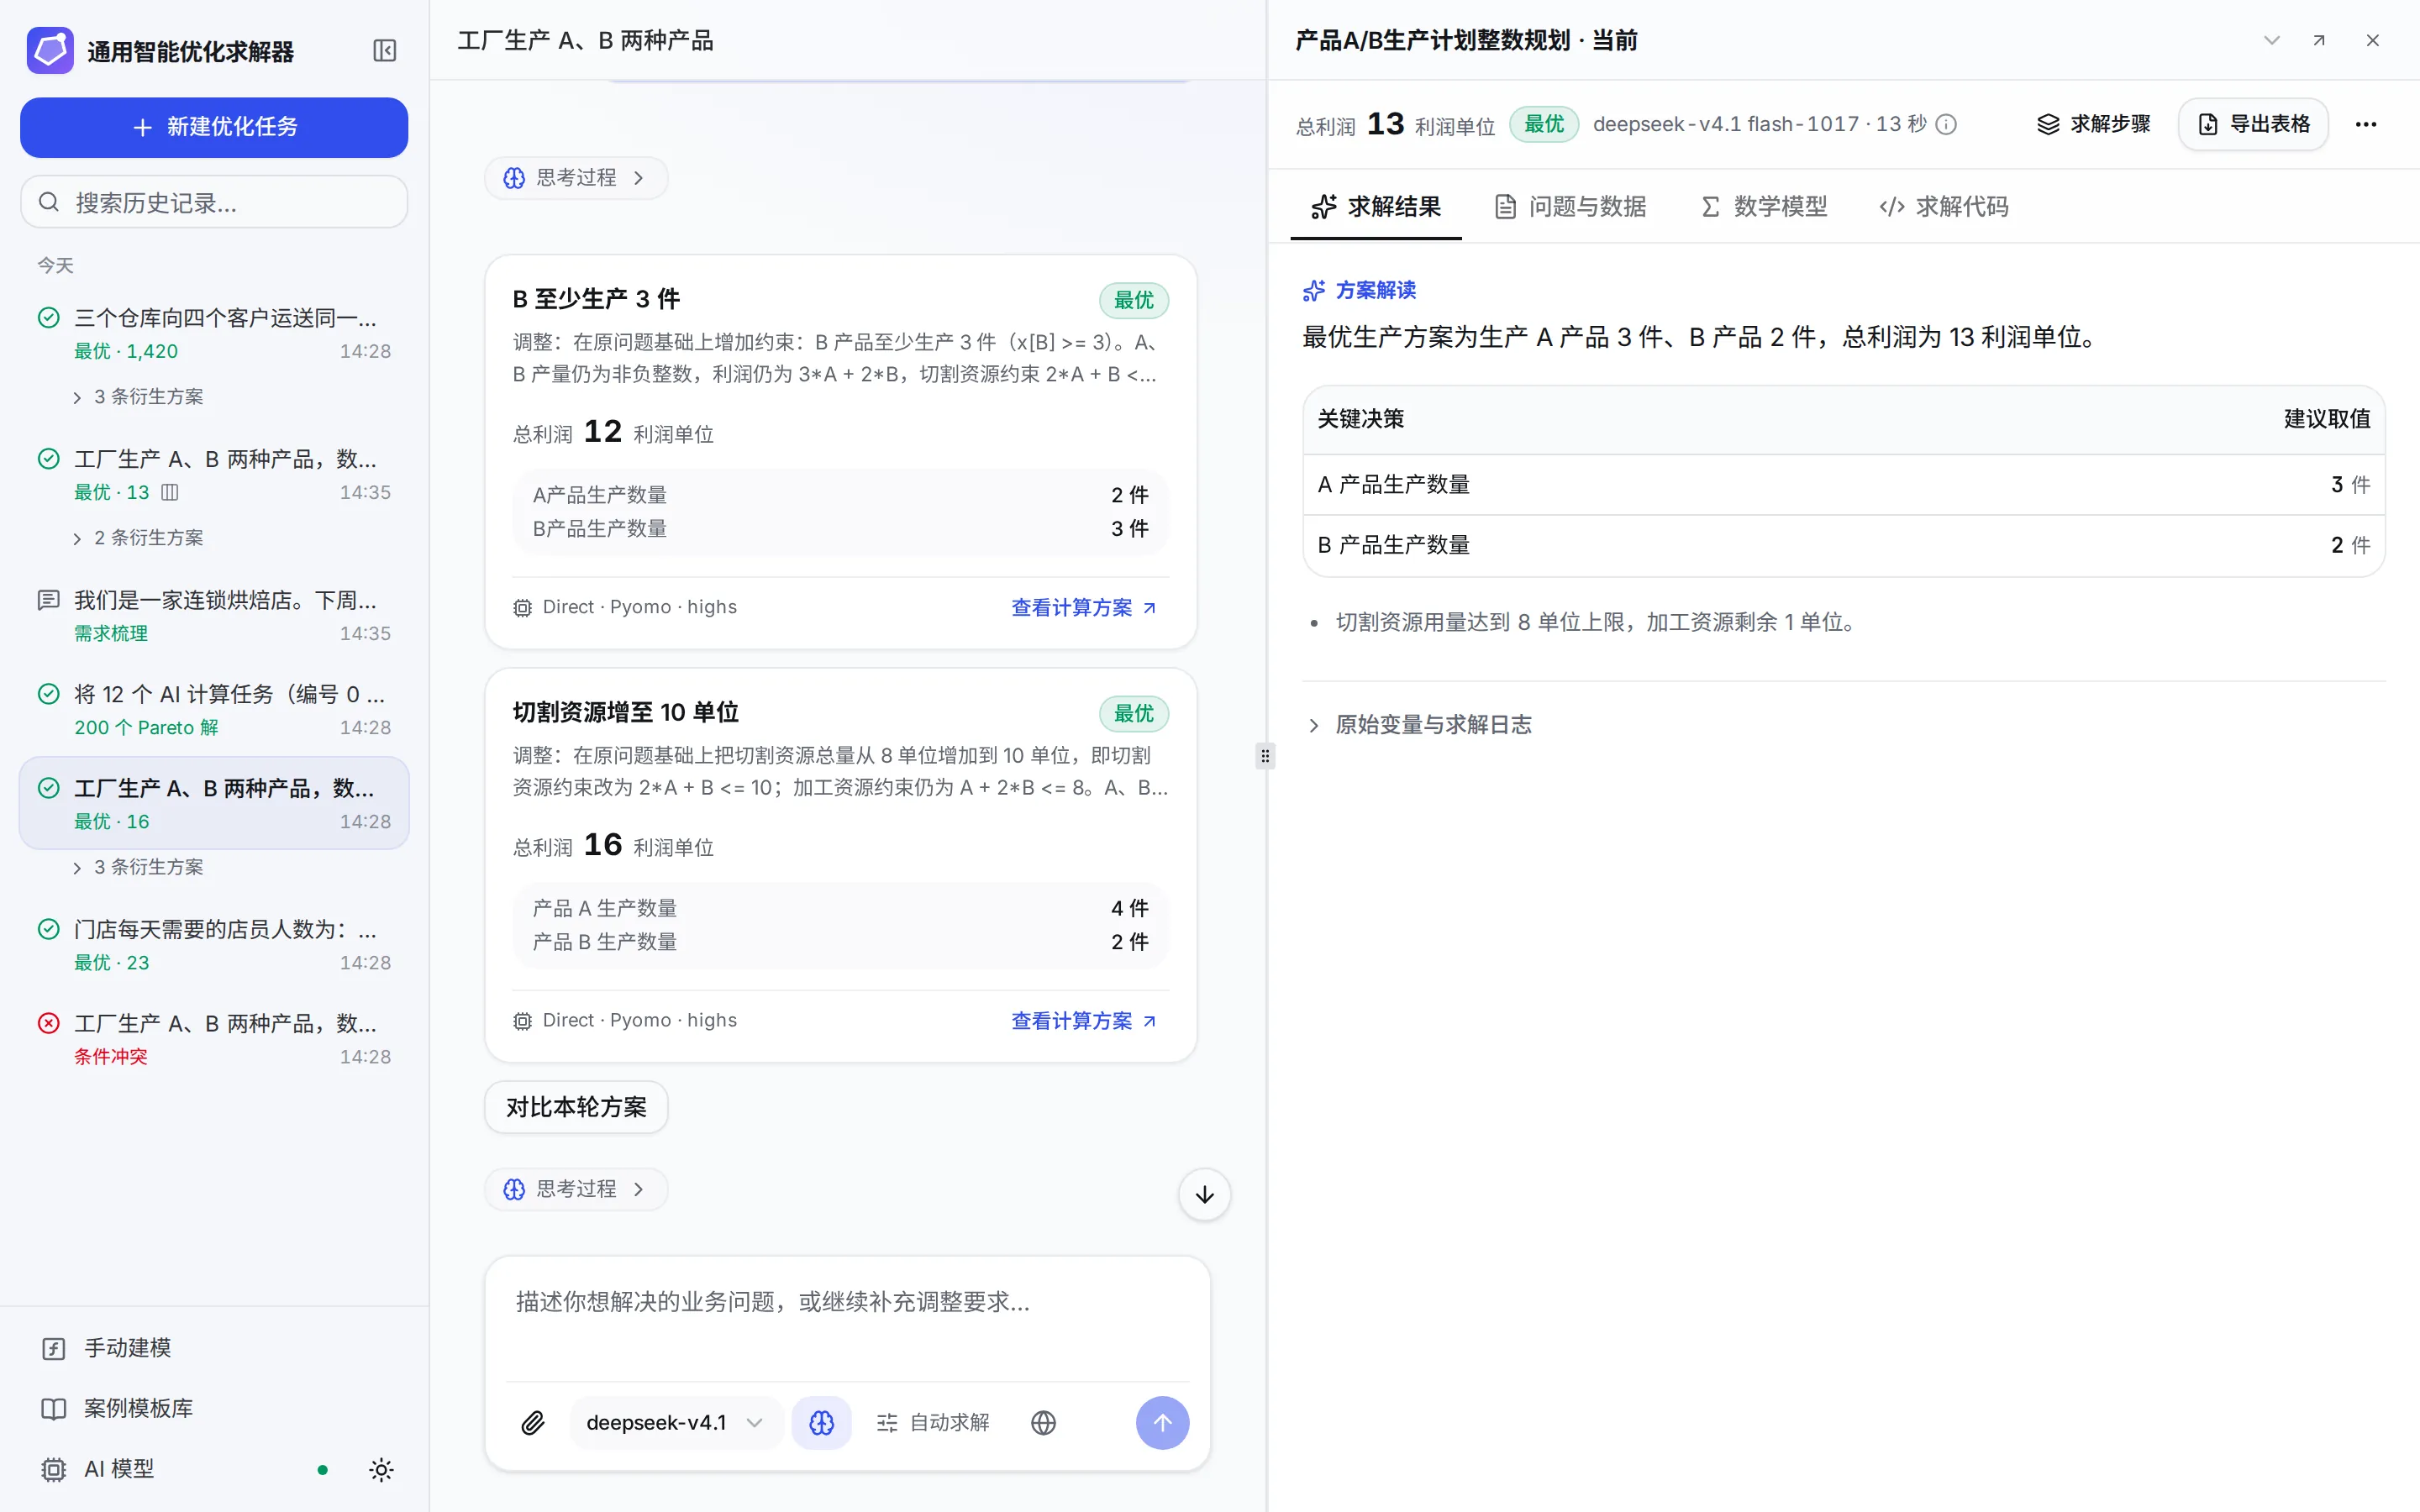 通用智能优化求解器
新建优化任务
搜索历史记录...
今天
三个仓库向四个客户运送同一...
最优 · 1,420
14:28
3 条衍生方案
工厂生产 A、B 两种产品，数...
最优 · 13
14:35
2 条衍生方案
我们是一家连锁烘焙店。下周...
需求梳理
14:35
将 12 个 AI 计算任务（编号 0 ...
200 个 Pareto 解
14:28
工厂生产 A、B 两种产品，数...
最优 · 16
14:28
3 条衍生方案
门店每天需要的店员人数为：...
最优 · 23
14:28
工厂生产 A、B 两种产品，数...
条件冲突
14:28
手动建模
案例模板库
AI 模型
工厂生产 A、B 两种产品
思考过程
B 至少生产 3 件
最优
调整：在原问题基础上增加约束：B 产品至少生产 3 件（x[B] >= 3）。A、
B 产量仍为非负整数，利润仍为 3*A + 2*B，切割资源约束 2*A + B <...
总利润 12 利润单位
A产品生产数量
2 件
B产品生产数量
3 件
Direct · Pyomo · highs
查看计算方案
切割资源增至 10 单位
最优
调整：在原问题基础上把切割资源总量从 8 单位增加到 10 单位，即切割
资源约束改为 2*A + B <= 10；加工资源约束仍为 A + 2*B <= 8。A、B...
总利润 16 利润单位
产品 A 生产数量
4 件
产品 B 生产数量
2 件
Direct · Pyomo · highs
查看计算方案
对比本轮方案
思考过程
描述你想解决的业务问题，或继续补充调整要求...
deepseek-v4.1
自动求解
产品A/B生产计划整数规划 · 当前
总利润 13 利润单位
最优
deepseek-v4.1 flash-1017 · 13 秒
求解步骤
导出表格
求解结果
问题与数据
数学模型
求解代码
方案解读
最优生产方案为生产 A 产品 3 件、B 产品 2 件，总利润为 13 利润单位。
关键决策
建议取值
A 产品生产数量
3 件
B 产品生产数量
2 件
切割资源用量达到 8 单位上限，加工资源剩余 1 单位。
原始变量与求解日志